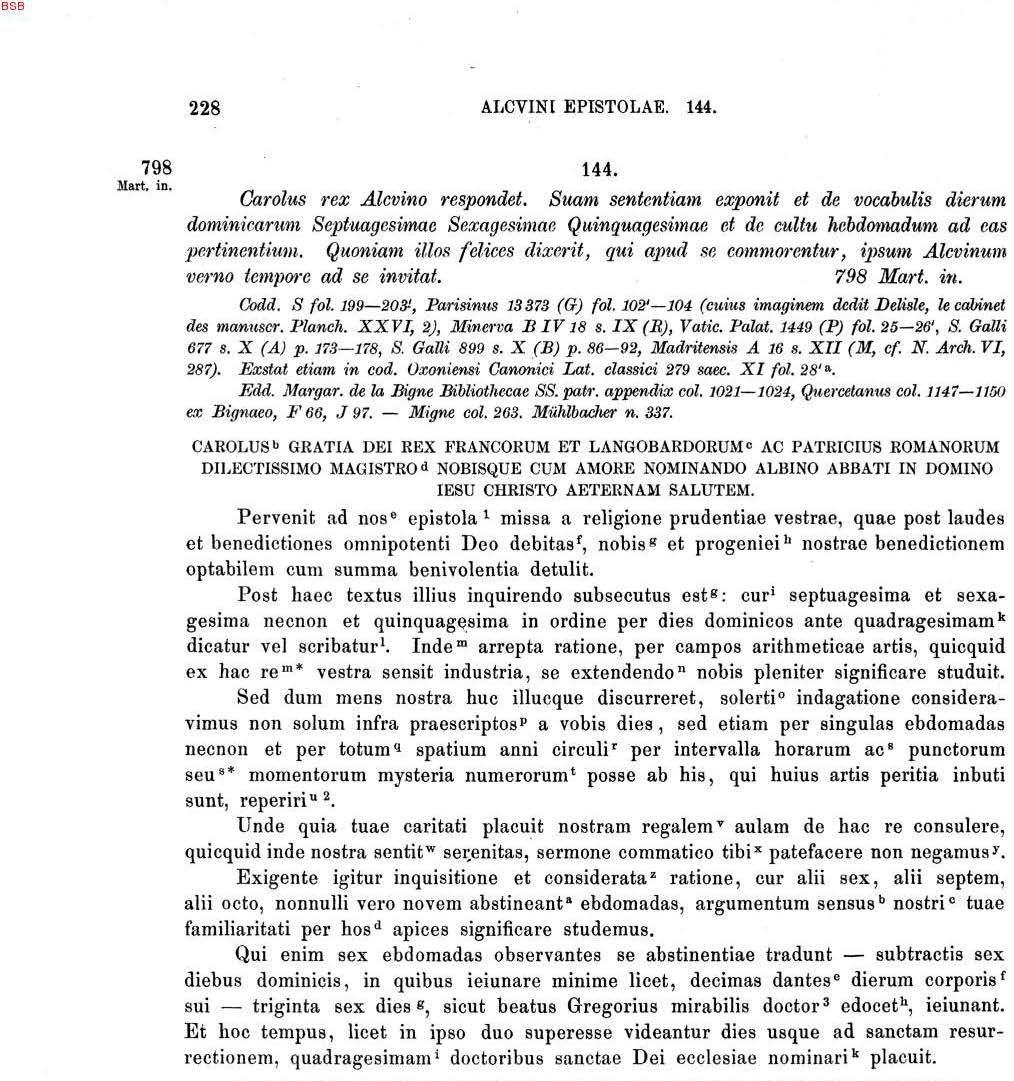 BSB
228 ALCVINI EPISTOLAE. 144.
798
Mart. in.
144.
Carolus rex Alcvino respondet. Suam sententiam exponit et de vocabulis dierum
dominicarum Septuagesimae Sexagesimae Quinquagesimae et de cultu hebdomadum ad eas
pertinentium. Quoniam illos felices dixerit, qui apud se commorentur, ipsum Alcvinum
verno tempore ad se invitat. 798 Mart. in.
Codd. S fol. 199—203', Parisinus 13373 (G) fol. 102'—104 (cuius imaginem dedit Delisle, le cabinet
des manuscr. Planch. XXVI, 2), Minerva B IV 18 s. IX (R), Vatic. Palat. 1449 (P) fol. 25—26', S. Galli
677 s. X (A) p. 173—178, S. Galli 899 s. X (B) p. 86—92, Madritensis A 16 s. XII (M, cf. N. Arch. VI,
287). Exstat etiam in cod. Oxoniensi Canonici Lat. classici 279 saec. XI fol. 28' ᵃ.
Edd. Margar. de la Bigne Bibliothecae SS. patr. appendix col. 1021—1024, Quercetanus col. 1147—1150
ex Bignaeo, F 66, J 97. — Migne col. 263. Mühlbacher n. 337.
CAROLUS ᵇ GRATIA DEI REX FRANCORUM ET LANGOBARDORUM ᶜ AC PATRICIUS ROMANORUM
DILECTISSIMO MAGISTRO ᵈ NOBISQUE CUM AMORE NOMINANDO ALBINO ABBATI IN DOMINO
IESU CHRISTO AETERNAM SALUTEM.
Pervenit ad nos ᵉ epistola ¹ missa a religione prudentiae vestrae, quae post laudes
et benedictiones omnipotenti Deo debitas ᶠ, nobis ᵍ et progeniei ʰ nostrae benedictionem
optabilem cum summa benivolentia detulit.
Post haec textus illius inquirendo subsecutus est ᵍ: cur ⁱ septuagesima et sexa-
gesima necnon et quinquagęsima in ordine per dies dominicos ante quadragesimam ᵏ
dicatur vel scribatur ˡ. Inde ᵐ arrepta ratione, per campos arithmeticae artis, quicquid
ex hac re ᵐ* vestra sensit industria, se extendendo ⁿ nobis pleniter significare studuit.
Sed dum mens nostra huc illucque discurreret, solerti ᵒ indagatione considera-
vimus non solum infra praescriptos ᵖ a vobis dies, sed etiam per singulas ebdomadas
necnon et per totum q spatium anni circuli ʳ per intervalla horarum ac ˢ punctorum
seu ˢ* momentorum mysteria numerorum ᵗ posse ab his, qui huius artis peritia inbuti
sunt, reperiri ᵘ ².
Unde quia tuae caritati placuit nostram regalem ᵛ aulam de hac re consulere,
quicquid inde nostra sentit ʷ serenitas, sermone commatico tibi ˣ patefacere non negamus ʸ.
Exigente igitur inquisitione et considerata ᶻ ratione, cur alii sex, alii septem,
alii octo, nonnulli vero novem abstineant ᵃ ebdomadas, argumentum sensus ᵇ nostri ᶜ tuae
familiaritati per hos ᵈ apices significare studemus.
Qui enim sex ebdomadas observantes se abstinentiae tradunt — subtractis sex
diebus dominicis, in quibus ieiunare minime licet, decimas dantes ᵉ dierum corporis ᶠ
sui — triginta sex dies ᵍ, sicut beatus Gregorius mirabilis doctor ³ edocet ʰ, ieiunant.
Et hoc tempus, licet in ipso duo superesse videantur dies usque ad sanctam resur-
rectionem, quadragesimam ⁱ doctoribus sanctae Dei ecclesiae nominari ᵏ placuit.